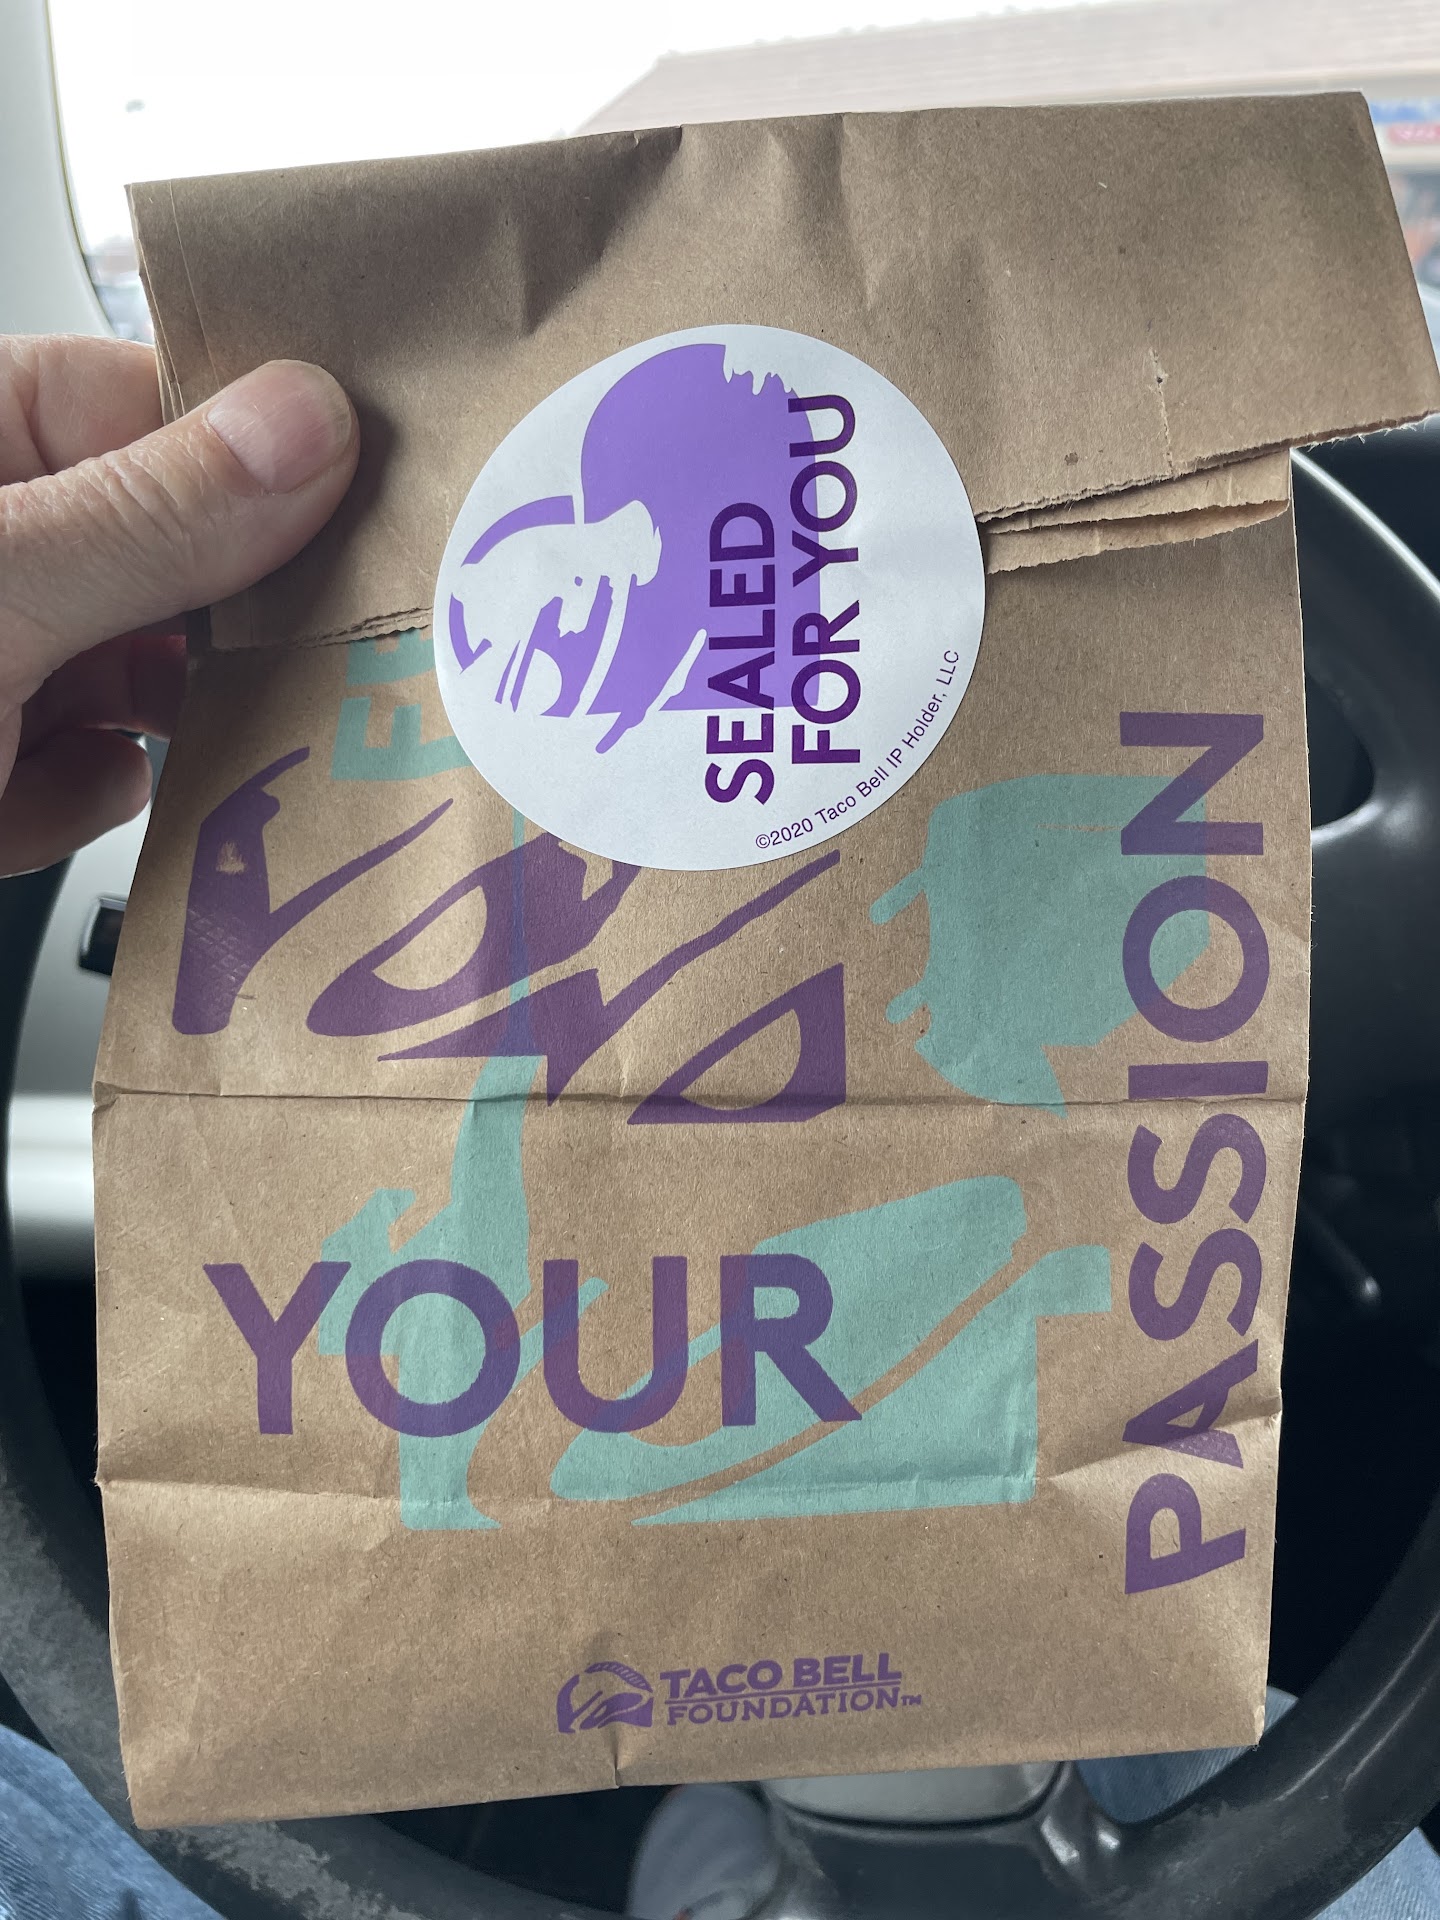 SEALED
FOR YOU
©2020 Taco Bell IP Holder, LLC
YOUR
PASSION
TACO BELL
FOUNDATION™